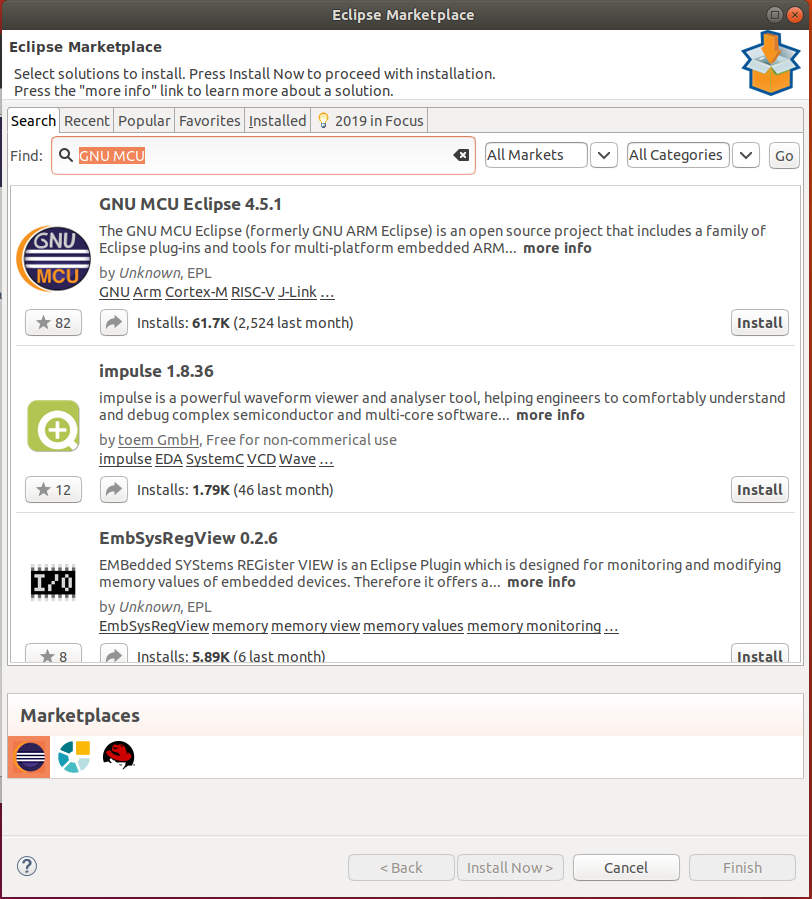 Eclipse Marketplace
Eclipse Marketplace
Select solutions to install. Press Install Now to proceed with installation.
Press the "more info" link to learn more about a solution.
Search Recent Popular Favorites Installed 2019 in Focus
Find: GNU MCU All Markets All Categories Go
GNU MCU Eclipse 4.5.1
The GNU MCU Eclipse (formerly GNU ARM Eclipse) is an open source project that includes a family of
Eclipse plug-ins and tools for multi-platform embedded ARM... more info
GNU
MCU
by Unknown, EPL
GNU Arm Cortex-M RISC-V J-Link ...
82 Installs: 61.7K (2,524 last month) Install
impulse 1.8.36
impulse is a powerful waveform viewer and analyser tool, helping engineers to comfortably understand
and debug complex semiconductor and multi-core software... more info
by toem GmbH, Free for non-commerical use
impulse EDA SystemC VCD Wave ...
12 Installs: 1.79K (46 last month) Install
EmbSysRegView 0.2.6
EMBedded SYStems REGister VIEW is an Eclipse Plugin which is designed for monitoring and modifying
memory values of embedded devices. Therefore it offers a... more info
I/O
by Unknown, EPL
EmbSysRegView memory memory view memory values memory monitoring ...
8 Installs: 5.89K (6 last month) Install
Marketplaces
? < Back Install Now > Cancel Finish